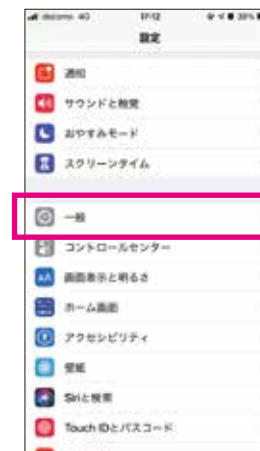 docomo 4G 17:12
設定
通知
サウンドと触覚
おやすみモード
スクリーンタイム
一般
コントロールセンター
画面表示と明るさ
ホーム画面
アクセシビリティ
壁紙
Siriと検索
Touch IDとパスコード